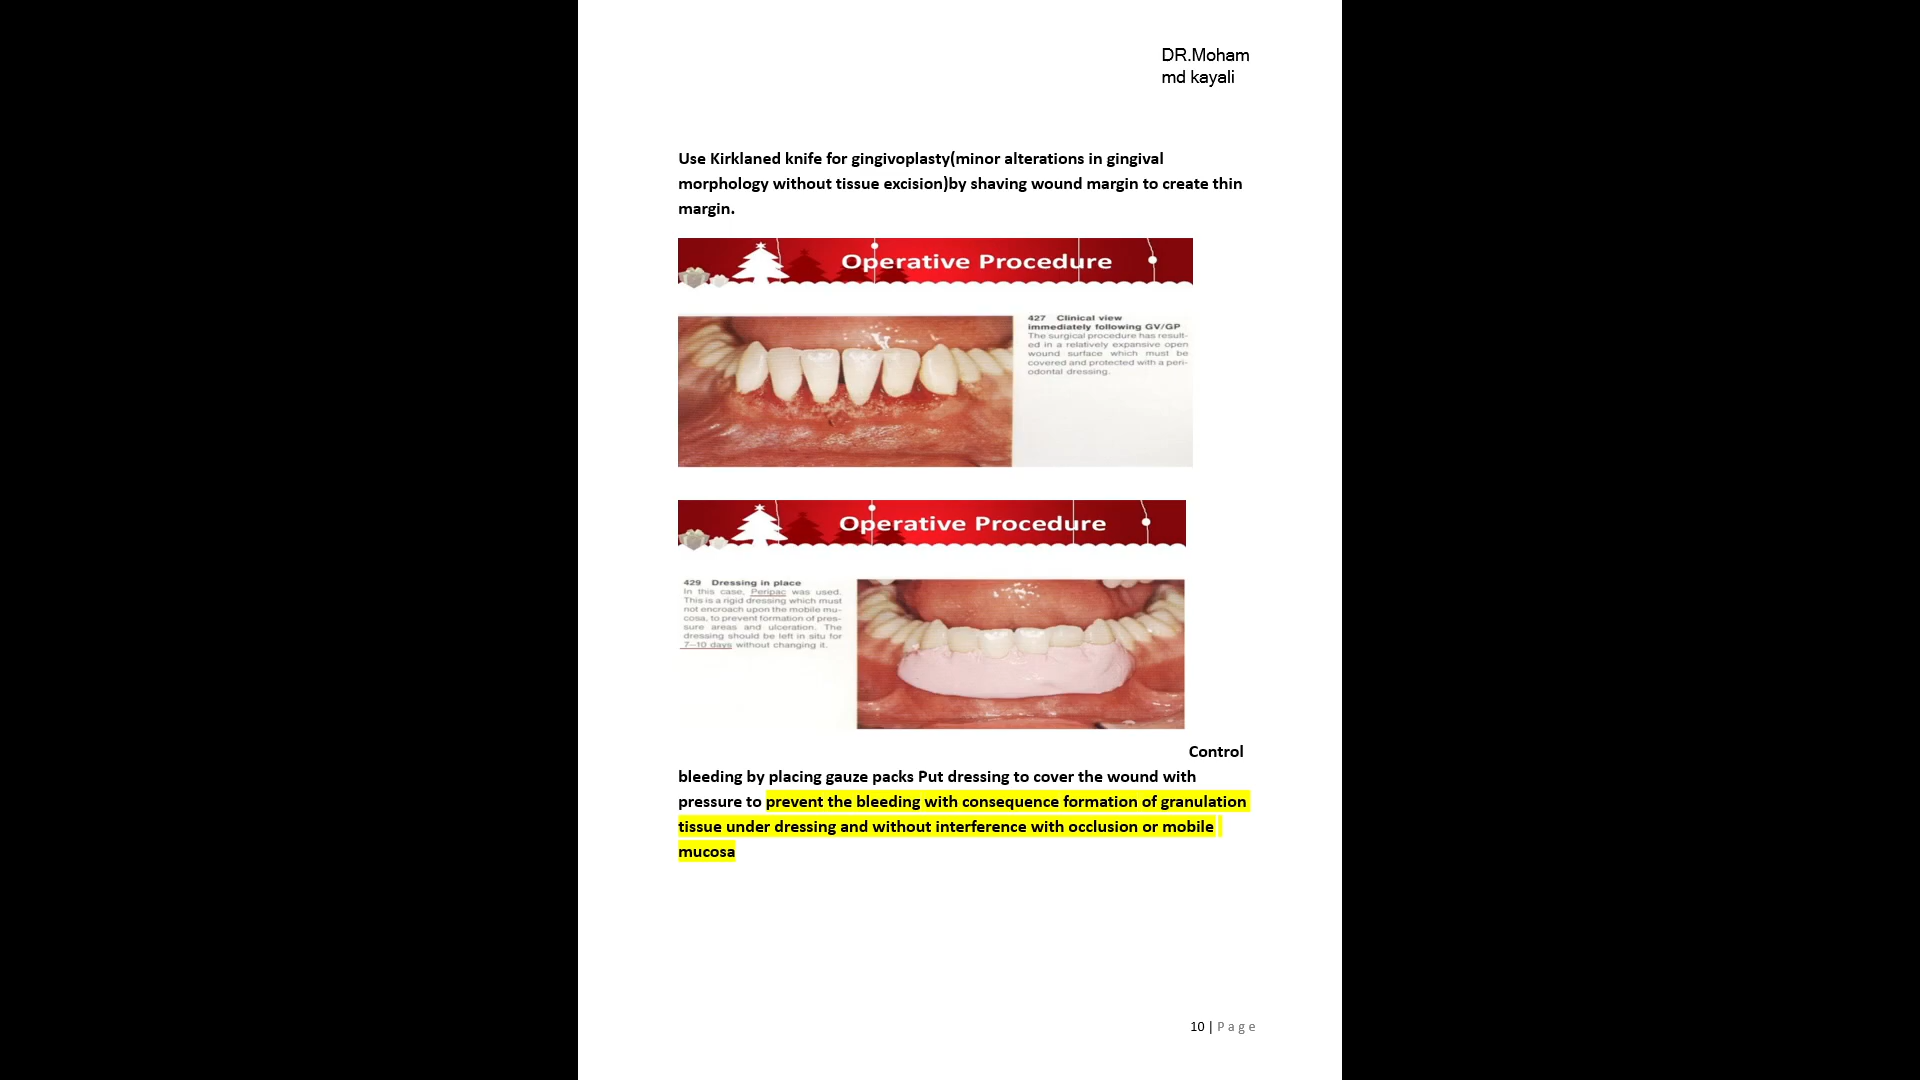 DR.Moham
md kayali
Use Kirklaned knife for gingivoplasty(minor alterations in gingival
morphology without tissue excision)by shaving wound margin to create thin
margin.
Operative Procedure
427 Clinical view
immediately following GV/GP
The surgical procedure has result-
ed in a relatively expansive open
wound surface which must be
covered and protected with a peri-
odontal dressing.
Operative Procedure
429 Dressing in place
In this case, Peripac was used.
This is a rigid dressing which must
not encroach upon the mobile mu-
cosa, to prevent formation of pres-
sure areas and ulceration. The
dressing should be left in situ for
7–10 days without changing it.
Control
bleeding by placing gauze packs Put dressing to cover the wound with
pressure to prevent the bleeding with consequence formation of granulation
tissue under dressing and without interference with occlusion or mobile
mucosa
10 | Page